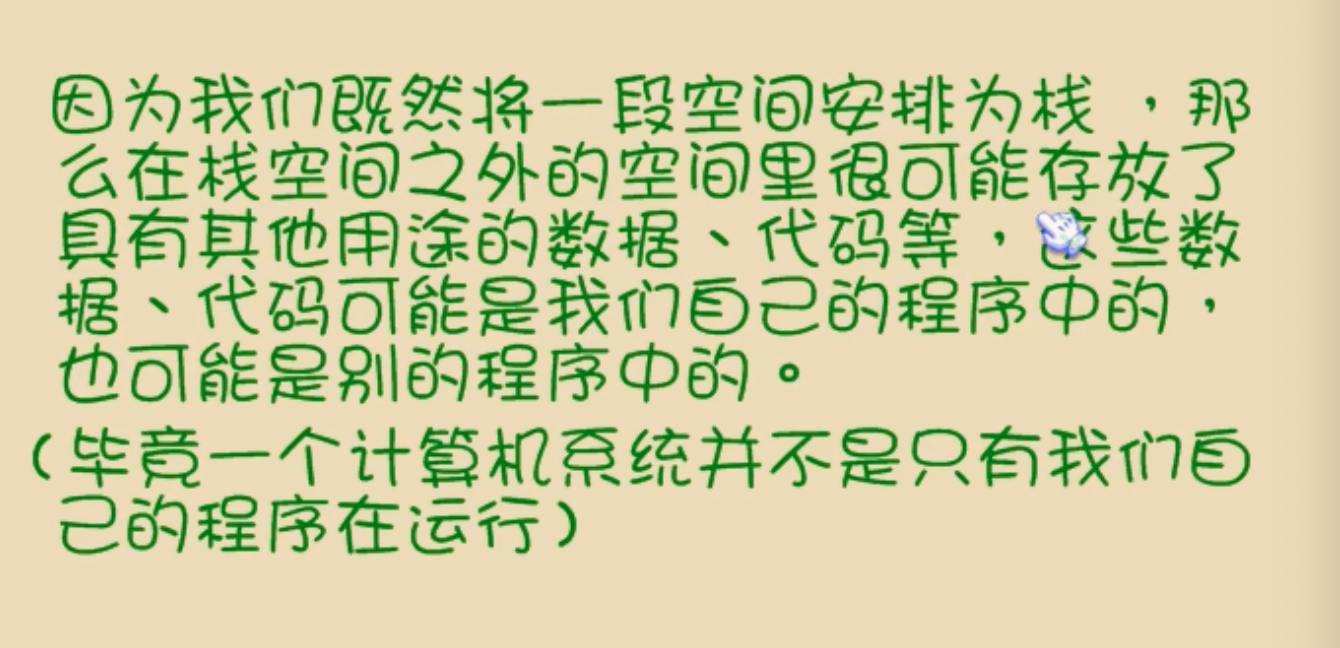 因为我们既然将一段空间安排为栈 ，那
么在栈空间之外的空间里很可能存放了
具有其他用途的数据、代码等，这些数
据、代码可能是我们自己的程序中的，
也可能是别的程序中的。
（毕竟一个计算机系统并不是只有我们自
己的程序在运行）